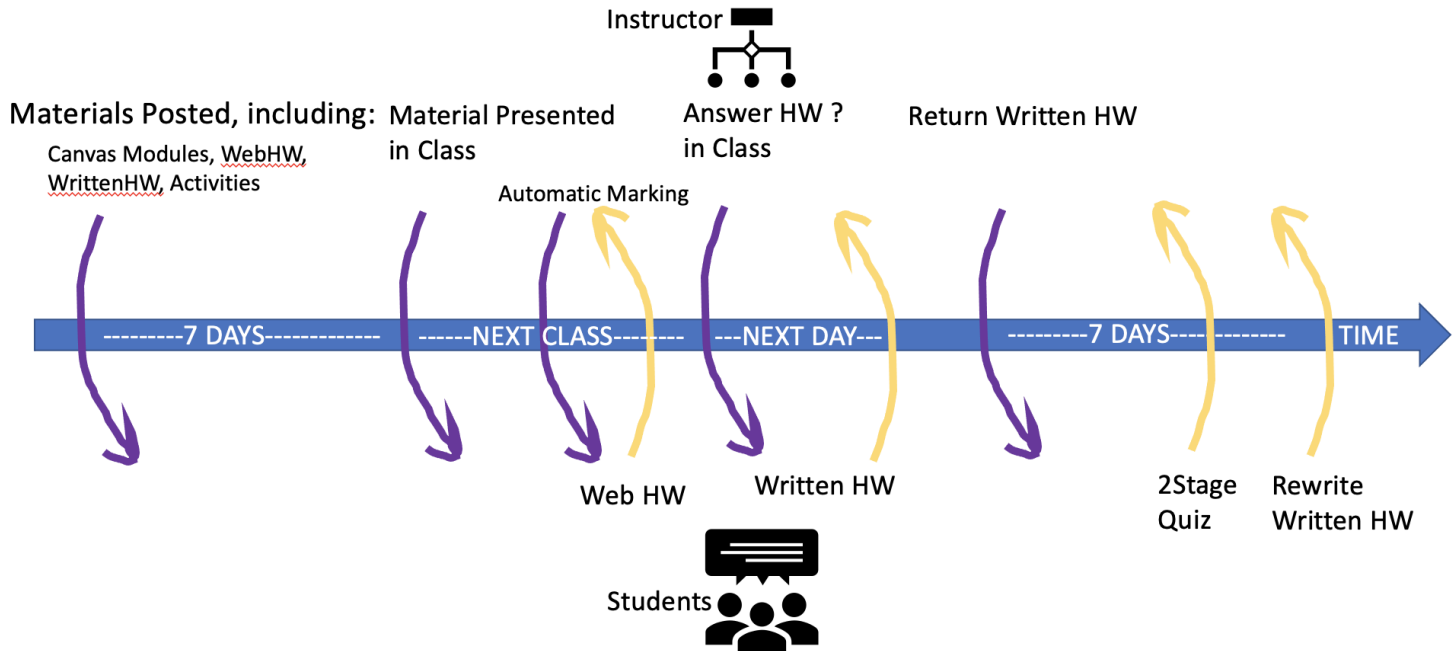 Instructor
Materials Posted, including:
Canvas Modules, WebHW,
WrittenHW, Activities
Material Presented
in Class
Automatic Marking
Answer HW ?
in Class
Return Written HW
---------7 DAYS-------------
------NEXT CLASS--------
---NEXT DAY---
---------7 DAYS-------------
TIME
Web HW
Written HW
2Stage
Quiz
Rewrite
Written HW
Students